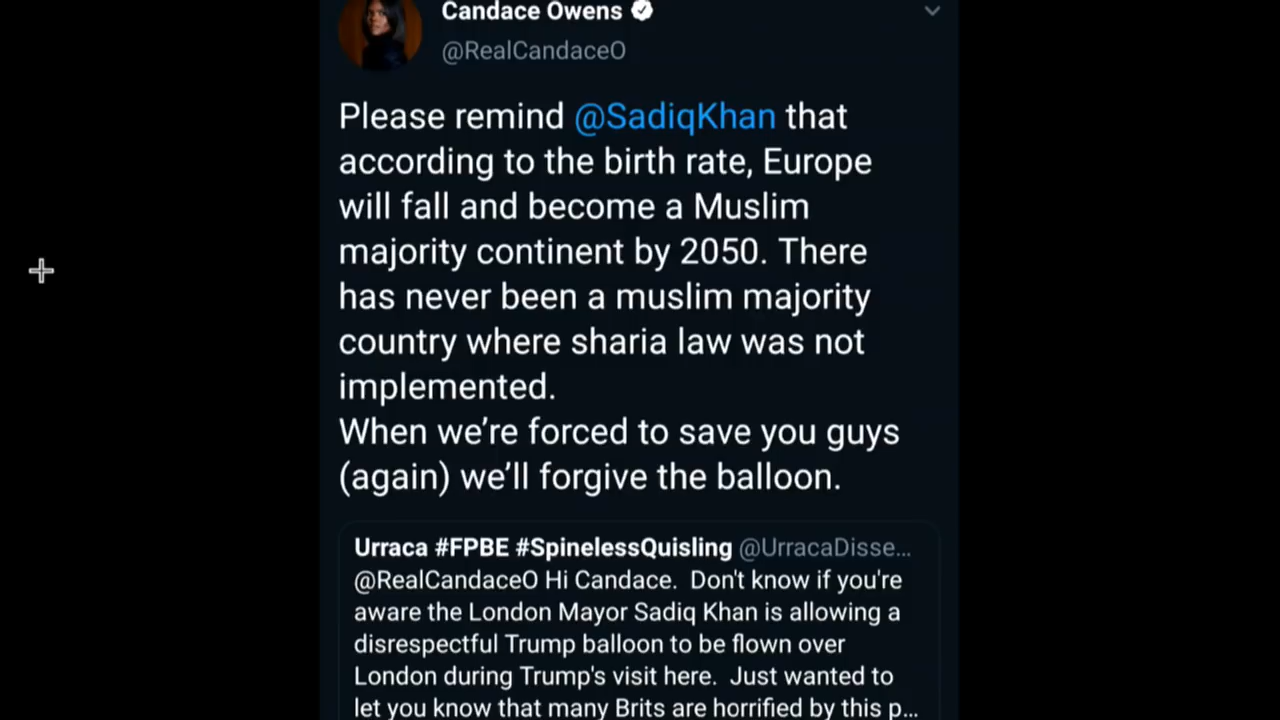 Candace Owens
@RealCandaceO
Please remind @SadiqKhan that
according to the birth rate, Europe
will fall and become a Muslim
majority continent by 2050. There
has never been a muslim majority
country where sharia law was not
implemented.
When we’re forced to save you guys
(again) we’ll forgive the balloon.
Urraca #FPBE #SpinelessQuisling @UrracaDisse...
@RealCandaceO Hi Candace. Don't know if you're
aware the London Mayor Sadiq Khan is allowing a
disrespectful Trump balloon to be flown over
London during Trump's visit here. Just wanted to
let you know that many Brits are horrified by this p...